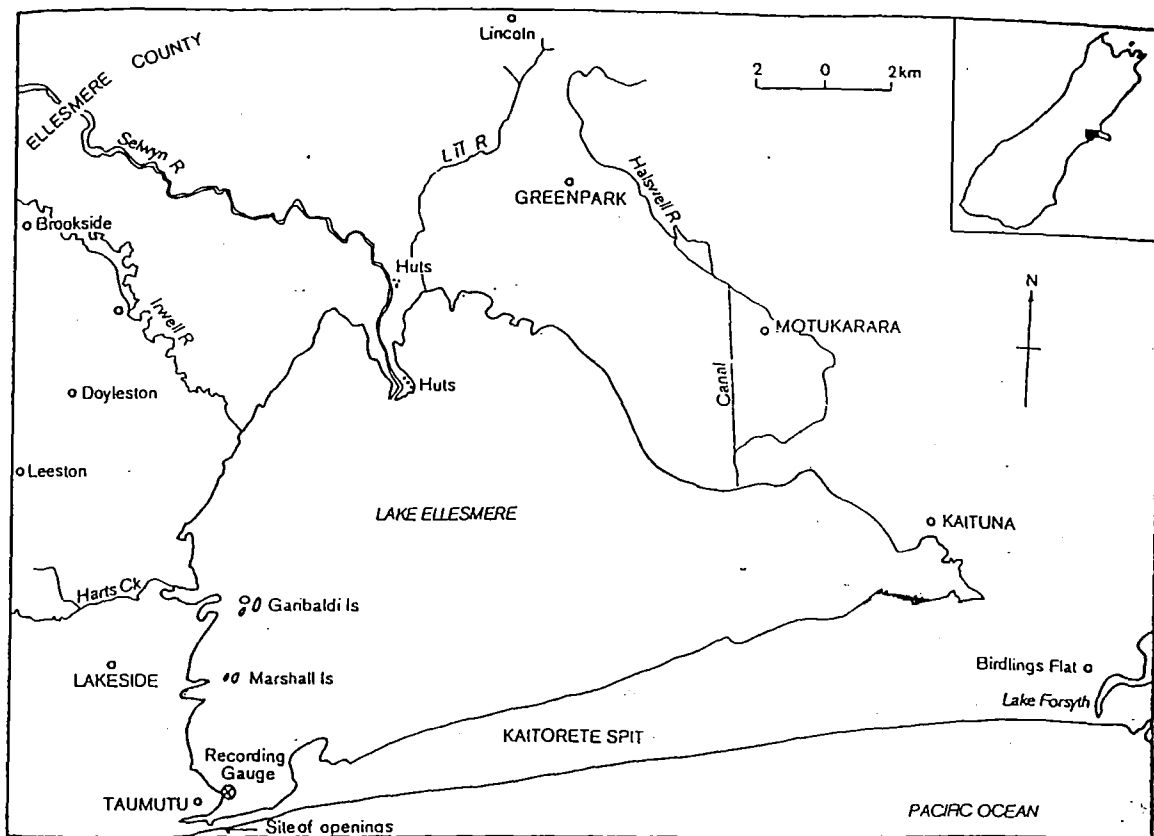 Lincoln
ELLESMERE COUNTY
2 0 2km
Selwyn R
LII R
Halswell R
GREENPARK
Brookside
Huts
N
Irwell R
MOTUKARARA
Canal
Doyleston
Huts
Leeston
LAKE ELLESMERE
KAITUNA
Harts Ck
Garibaldi Is
LAKESIDE
Marshall Is
Birdlings Flat
Lake Forsyth
KAITORETE SPIT
Recording
Gauge
TAUMUTU
PACIFIC OCEAN
Site of openings